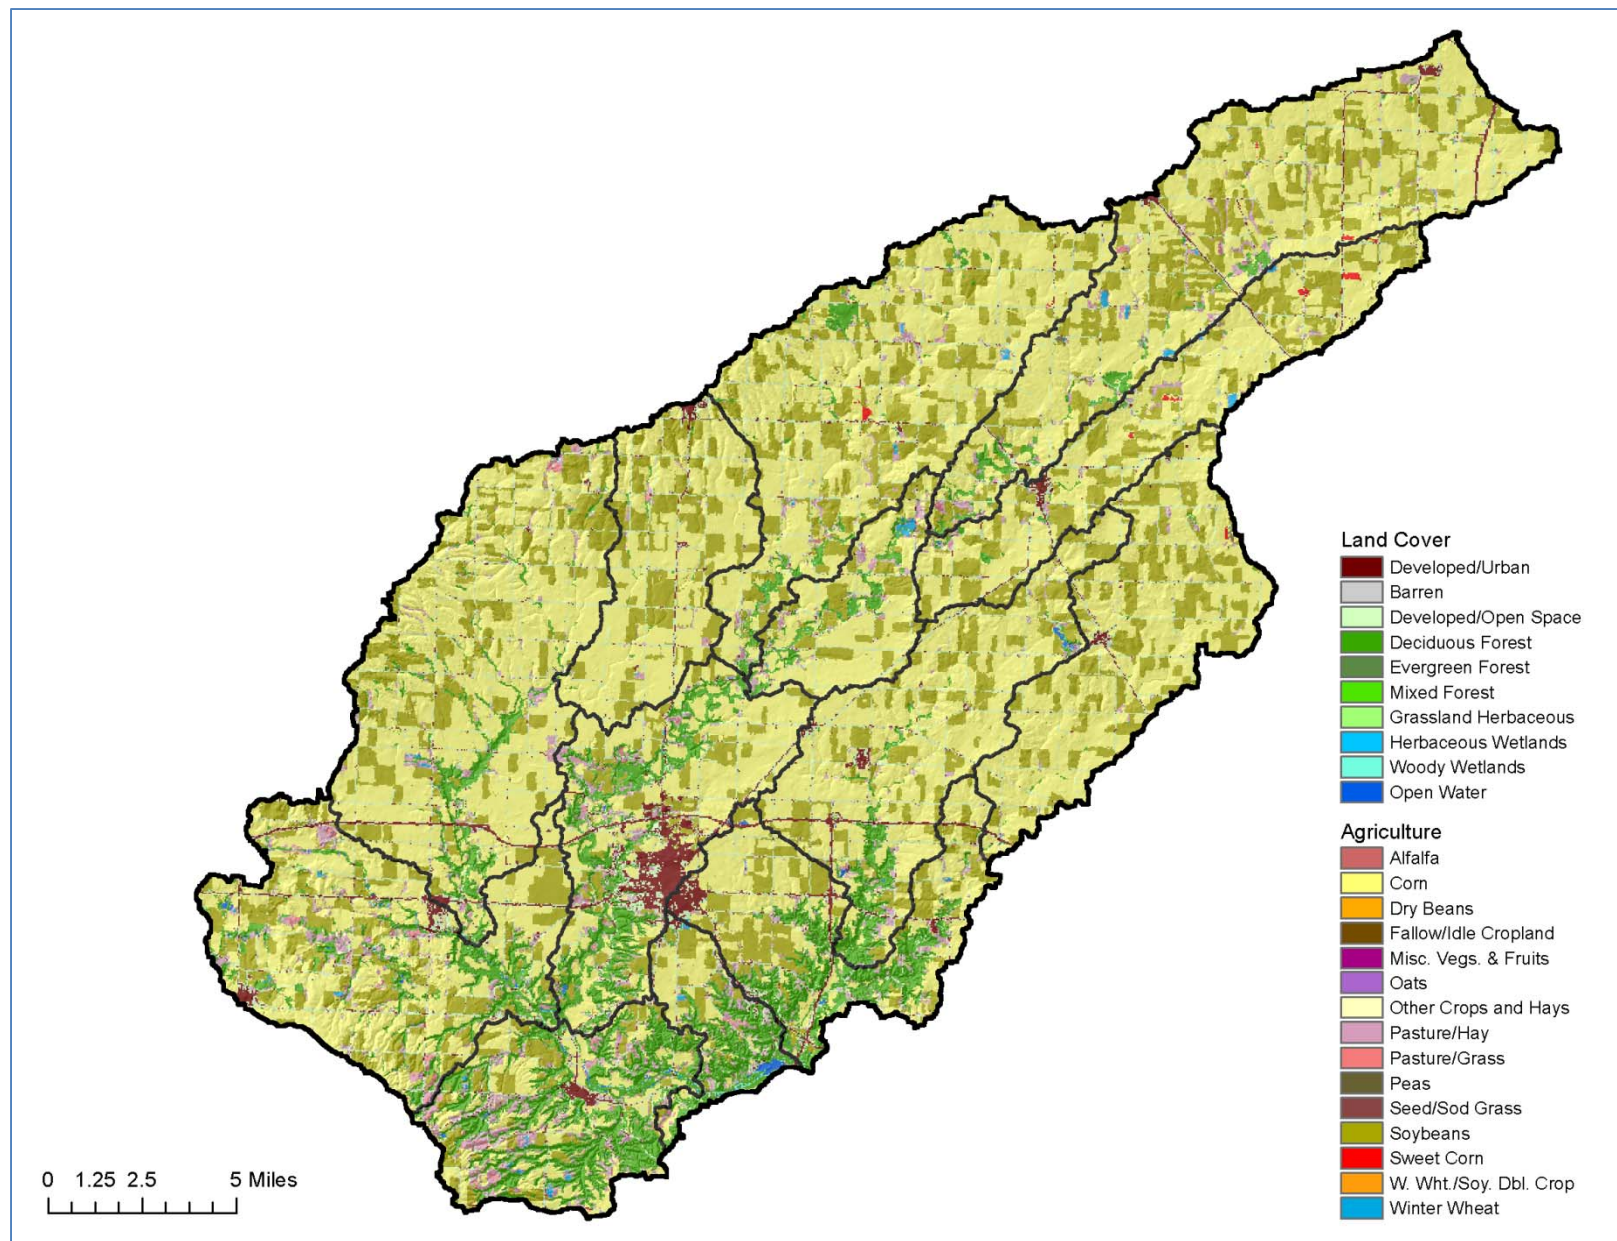 Land Cover
Developed/Urban
Barren
Developed/Open Space
Deciduous Forest
Evergreen Forest
Mixed Forest
Grassland Herbaceous
Herbaceous Wetlands
Woody Wetlands
Open Water
Agriculture
Alfalfa
Corn
Dry Beans
Fallow/Idle Cropland
Misc. Vegs. & Fruits
Oats
Other Crops and Hays
Pasture/Hay
Pasture/Grass
Peas
Seed/Sod Grass
Soybeans
Sweet Corn
W. Wht./Soy. Dbl. Crop
Winter Wheat
0 1.25 2.5 5 Miles